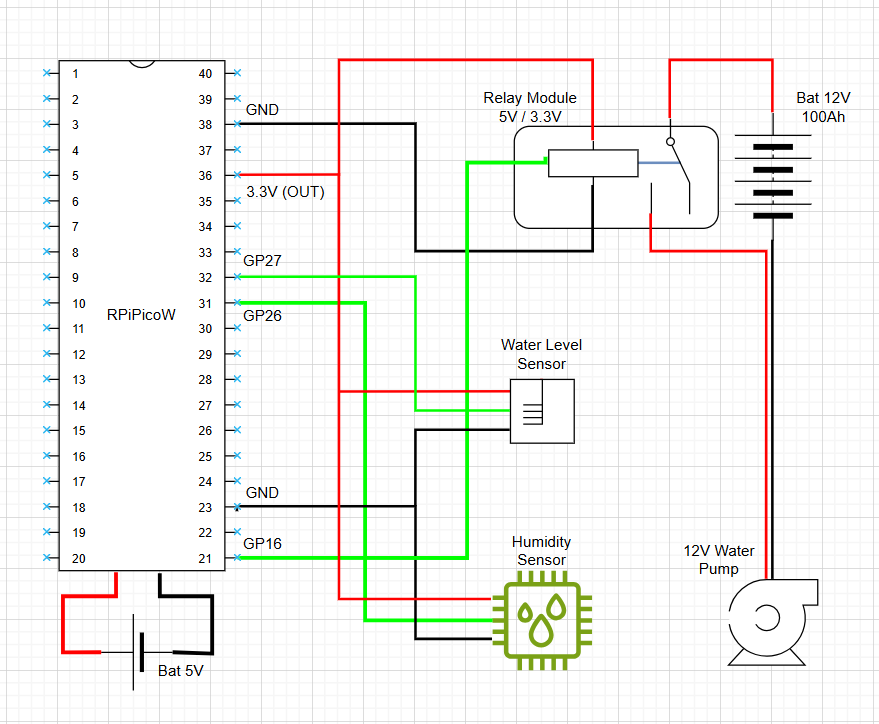 Relay Module
5V / 3.3V
Bat 12V
100Ah
1 40
2 39
GND
3 38
4 37
5 36
3.3V (OUT)
6 35
7 34
8 33
GP27
9 32
10 31
GP26
RPiPicoW
11 30
12 29
Water Level
Sensor
13 28
14 27
15 26
16 25
17 24
GND
18 23
19 22
GP16
20 21
Humidity
Sensor
12V Water
Pump
Bat 5V